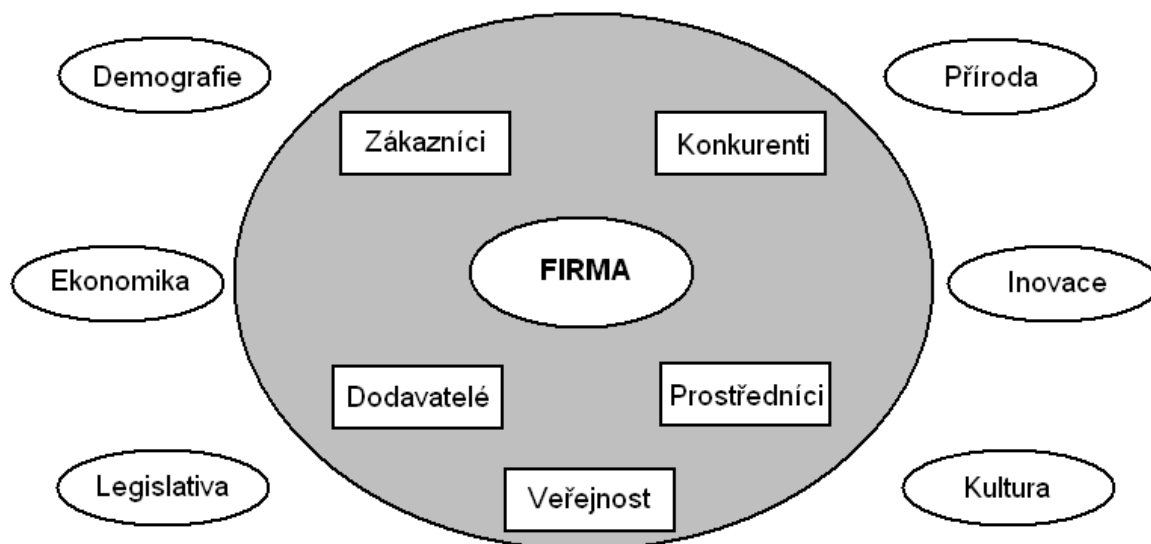 Demografie
Příroda
Zákazníci
Konkurenti
FIRMA
Ekonomika
Inovace
Dodavatelé
Prostředníci
Legislativa
Veřejnost
Kultura